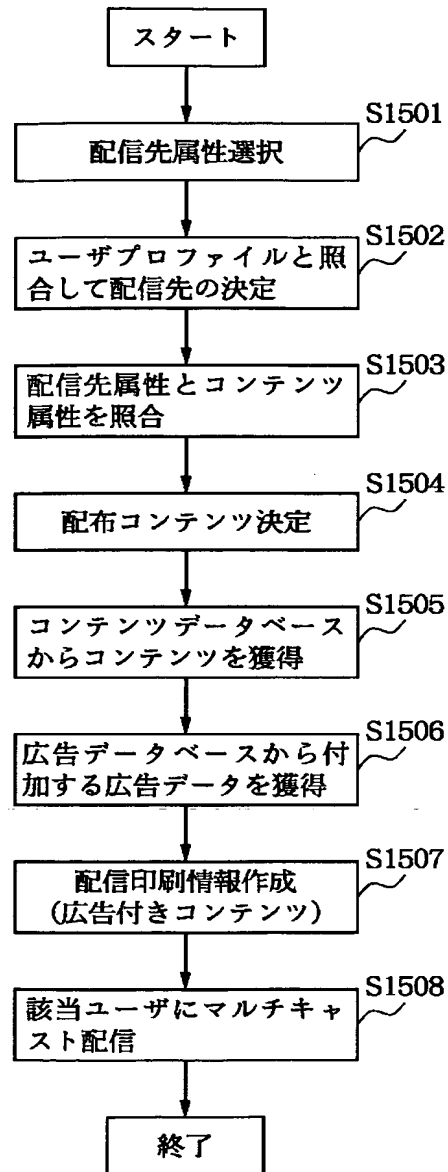 スタート
S1501
配信先属性選択
S1502
ユーザプロファイルと照
合して配信先の決定
S1503
配信先属性とコンテンツ
属性を照合
S1504
配布コンテンツ決定
S1505
コンテンツデータベース
からコンテンツを獲得
S1506
広告データベースから付
加する広告データを獲得
S1507
配信印刷情報作成
(広告付きコンテンツ)
S1508
該当ユーザにマルチキャ
スト配信
終了